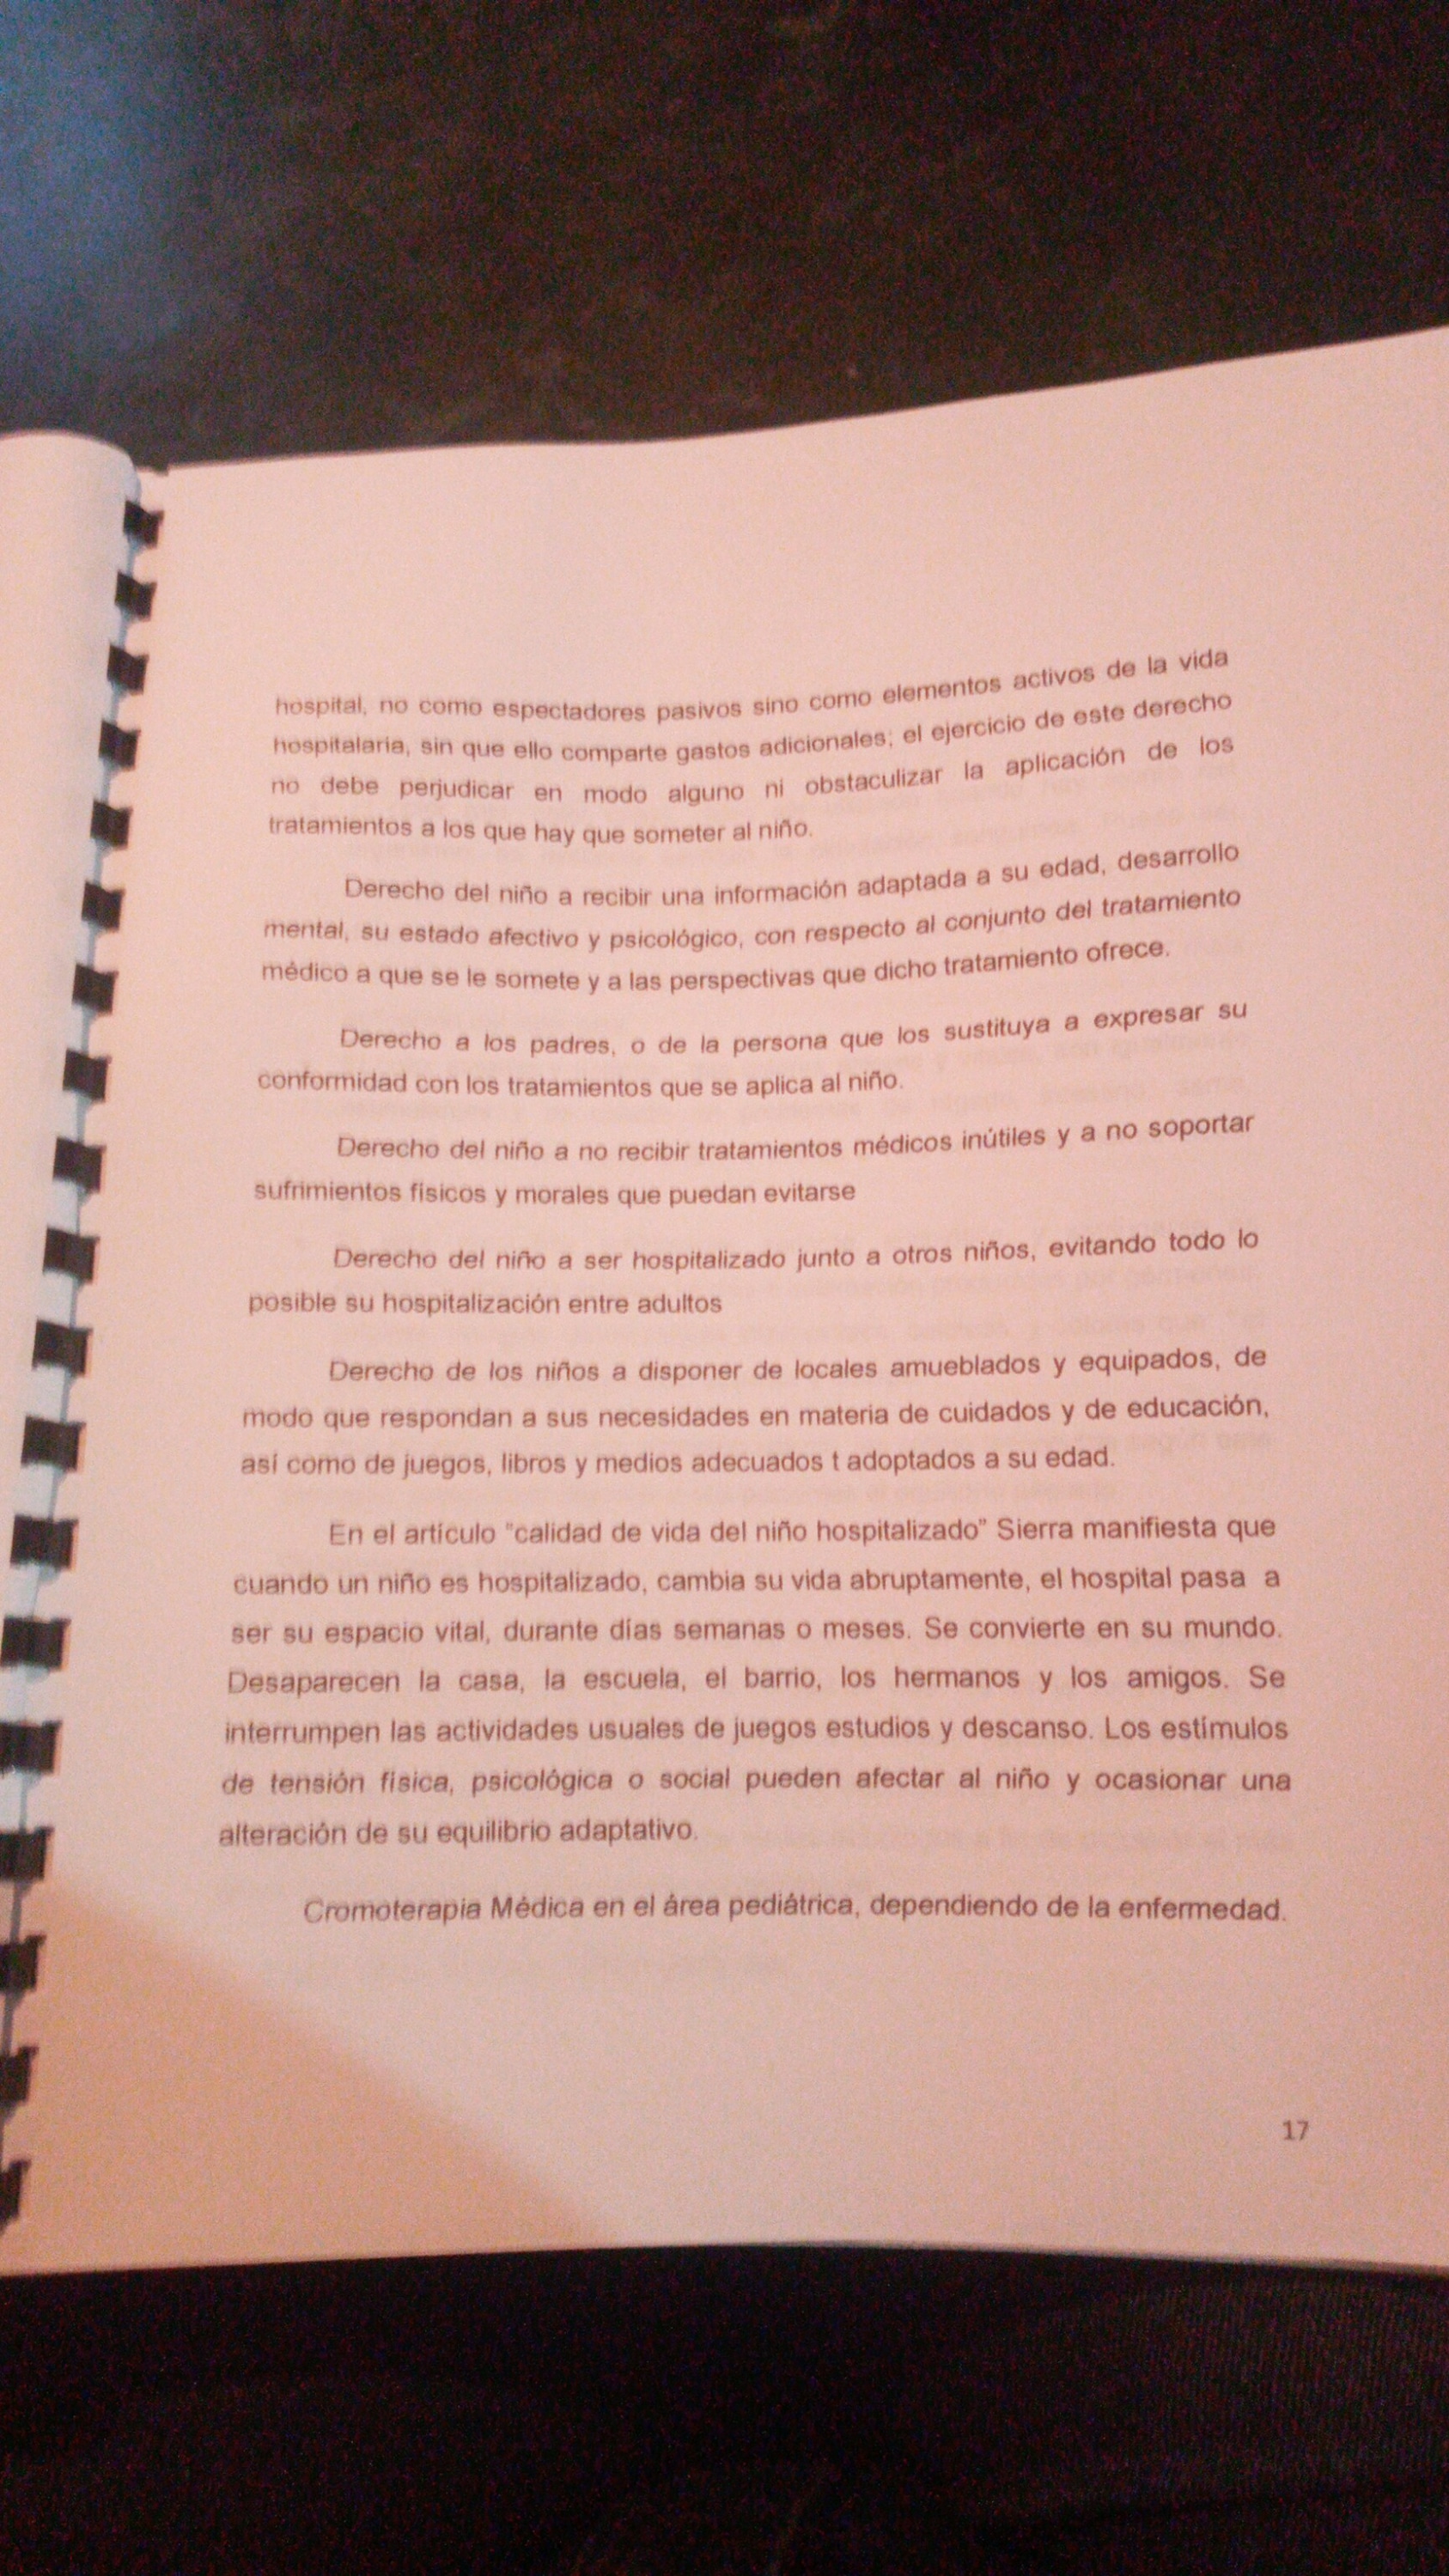 hospital, no como espectadores pasivos sino como elementos activos de la vida
hospitalaria, sin que ello comparte gastos adicionales; el ejercicio de este derecho
no debe perjudicar en modo alguno ni obstaculizar la aplicación de los
tratamientos a los que hay que someter al niño.
Derecho del niño a recibir una información adaptada a su edad, desarrollo
mental, su estado afectivo y psicológico, con respecto al conjunto del tratamiento
médico a que se le somete y a las perspectivas que dicho tratamiento ofrece.
Derecho a los padres, o de la persona que los sustituya a expresar su
conformidad con los tratamientos que se aplica al niño.
Derecho del niño a no recibir tratamientos médicos inútiles y a no soportar
sufrimientos físicos y morales que puedan evitarse
Derecho del niño a ser hospitalizado junto a otros niños, evitando todo lo
posible su hospitalización entre adultos
Derecho de los niños a disponer de locales amueblados y equipados, de
modo que respondan a sus necesidades en materia de cuidados y de educación,
así como de juegos, libros y medios adecuados t adoptados a su edad.
En el artículo "calidad de vida del niño hospitalizado" Sierra manifiesta que
cuando un niño es hospitalizado, cambia su vida abruptamente, el hospital pasa a
ser su espacio vital, durante días semanas o meses. Se convierte en su mundo.
Desaparecen la casa, la escuela, el barrio, los hermanos y los amigos. Se
interrumpen las actividades usuales de juegos estudios y descanso. Los estímulos
de tensión física, psicológica o social pueden afectar al niño y ocasionar una
alteración de su equilibrio adaptativo.
Cromoterapia Médica en el área pediátrica, dependiendo de la enfermedad.
17